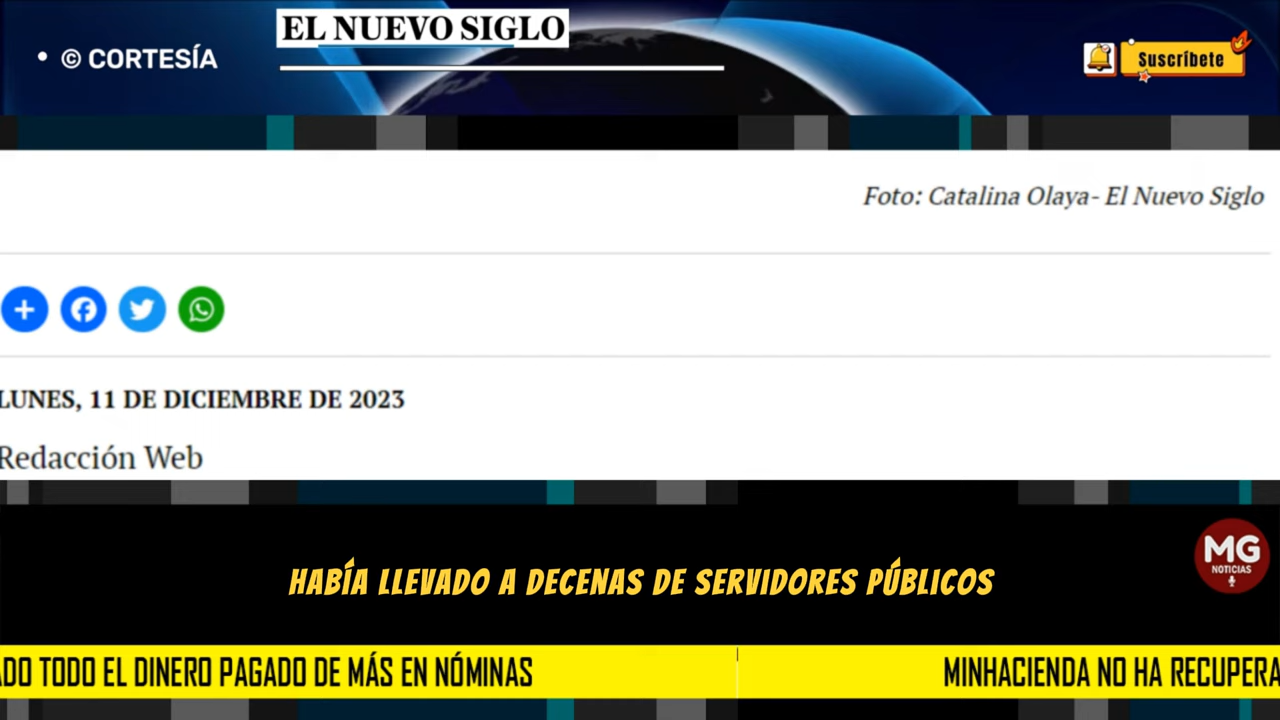 EL NUEVO SIGLO
• © CORTESÍA
Suscríbete
Foto: Catalina Olaya- El Nuevo Siglo
LUNES, 11 DE DICIEMBRE DE 2023
Redacción Web
MG
NOTICIAS
HABÍA LLEVADO A DECENAS DE SERVIDORES PÚBLICOS
ADO TODO EL DINERO PAGADO DE MÁS EN NÓMINAS
MINHACIENDA NO HA RECUPERA